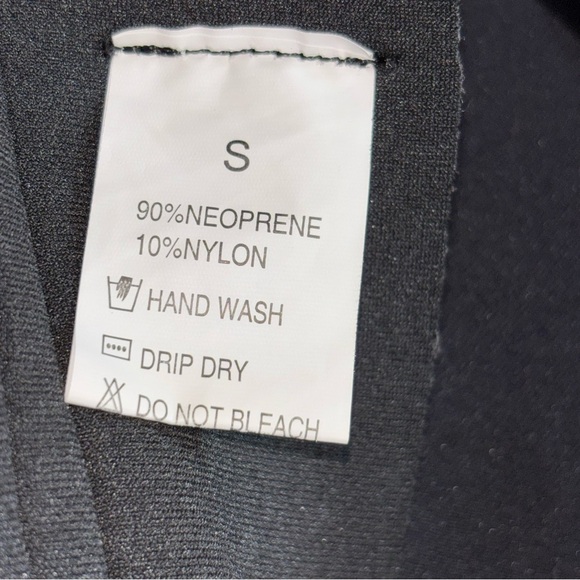 S
90%NEOPRENE
10%NYLON
HAND WASH
DRIP DRY
DO NOT BLEACH